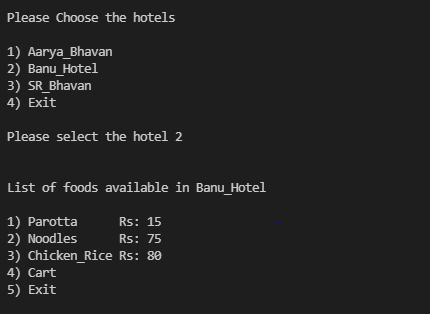 Please Choose the hotels
1) Aarya_Bhavan
2) Banu_Hotel
3) SR_Bhavan
4) Exit
Please select the hotel 2
List of foods available in Banu_Hotel
1) Parotta Rs: 15
2) Noodles Rs: 75
3) Chicken_Rice Rs: 80
4) Cart
5) Exit